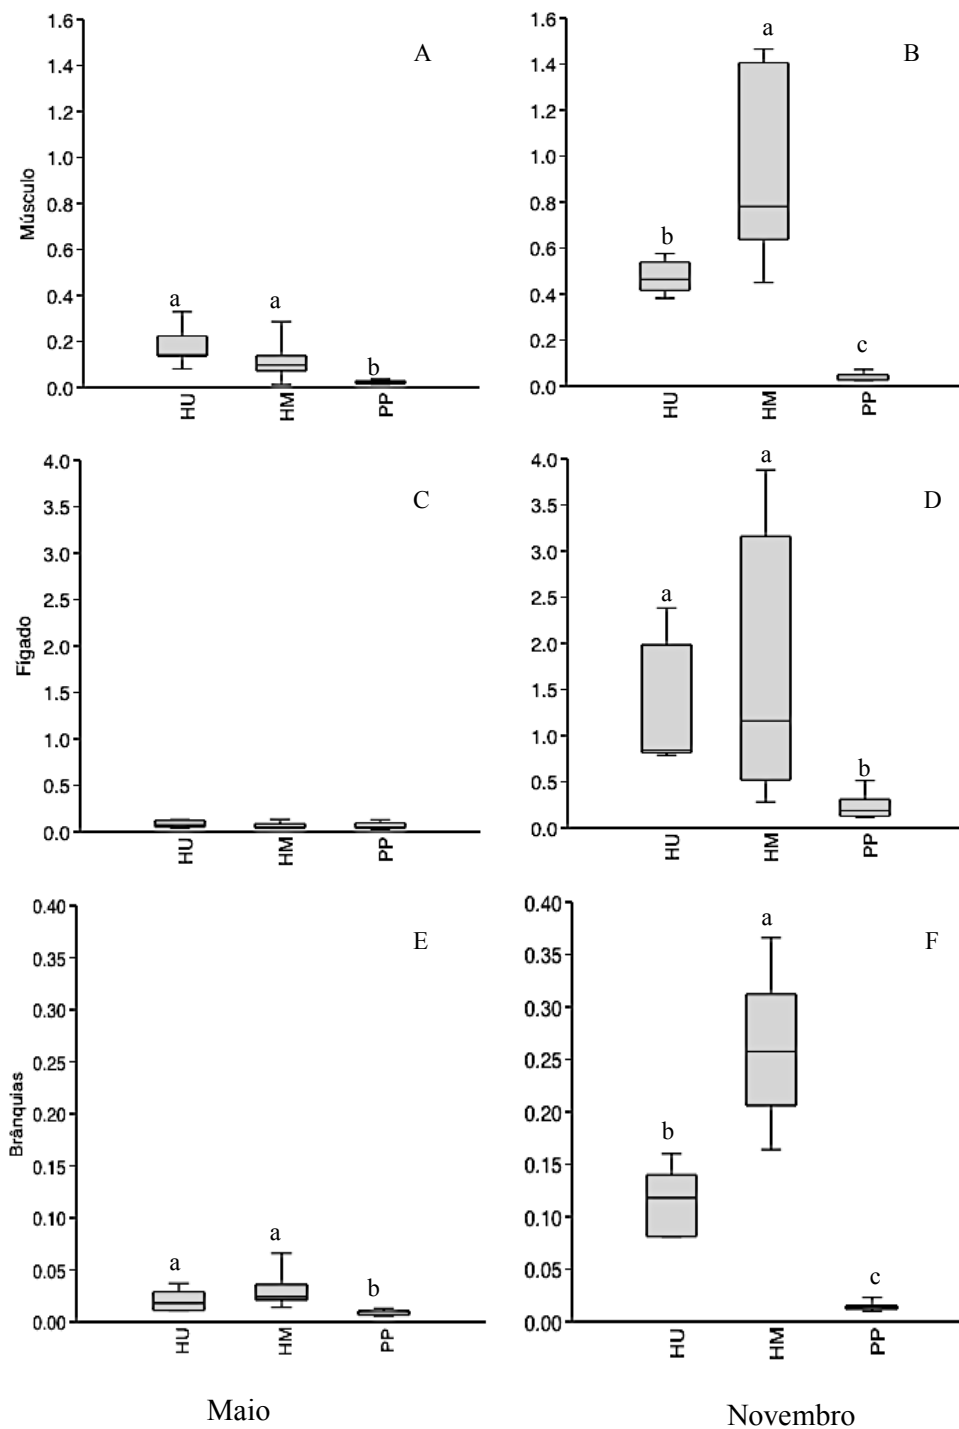 A
Músculo
1.6
1.4
1.2
1.0
0.8
0.6
0.4
0.2
0.0
a
a
b
HU
HM
PP
B
1.6
1.4
1.2
1.0
0.8
0.6
0.4
0.2
0.0
b
a
c
HU
HM
PP
C
Fígado
4.0
3.5
3.0
2.5
2.0
1.5
1.0
0.5
0.0
HU
HM
PP
D
4.0
3.5
3.0
2.5
2.0
1.5
1.0
0.5
0.0
a
a
b
HU
HM
PP
E
Brânquias
0.40
0.35
0.30
0.25
0.20
0.15
0.10
0.05
0.00
a
a
b
HU
HM
PP
F
0.40
0.35
0.30
0.25
0.20
0.15
0.10
0.05
0.00
b
a
c
HU
HM
PP
Maio
Novembro